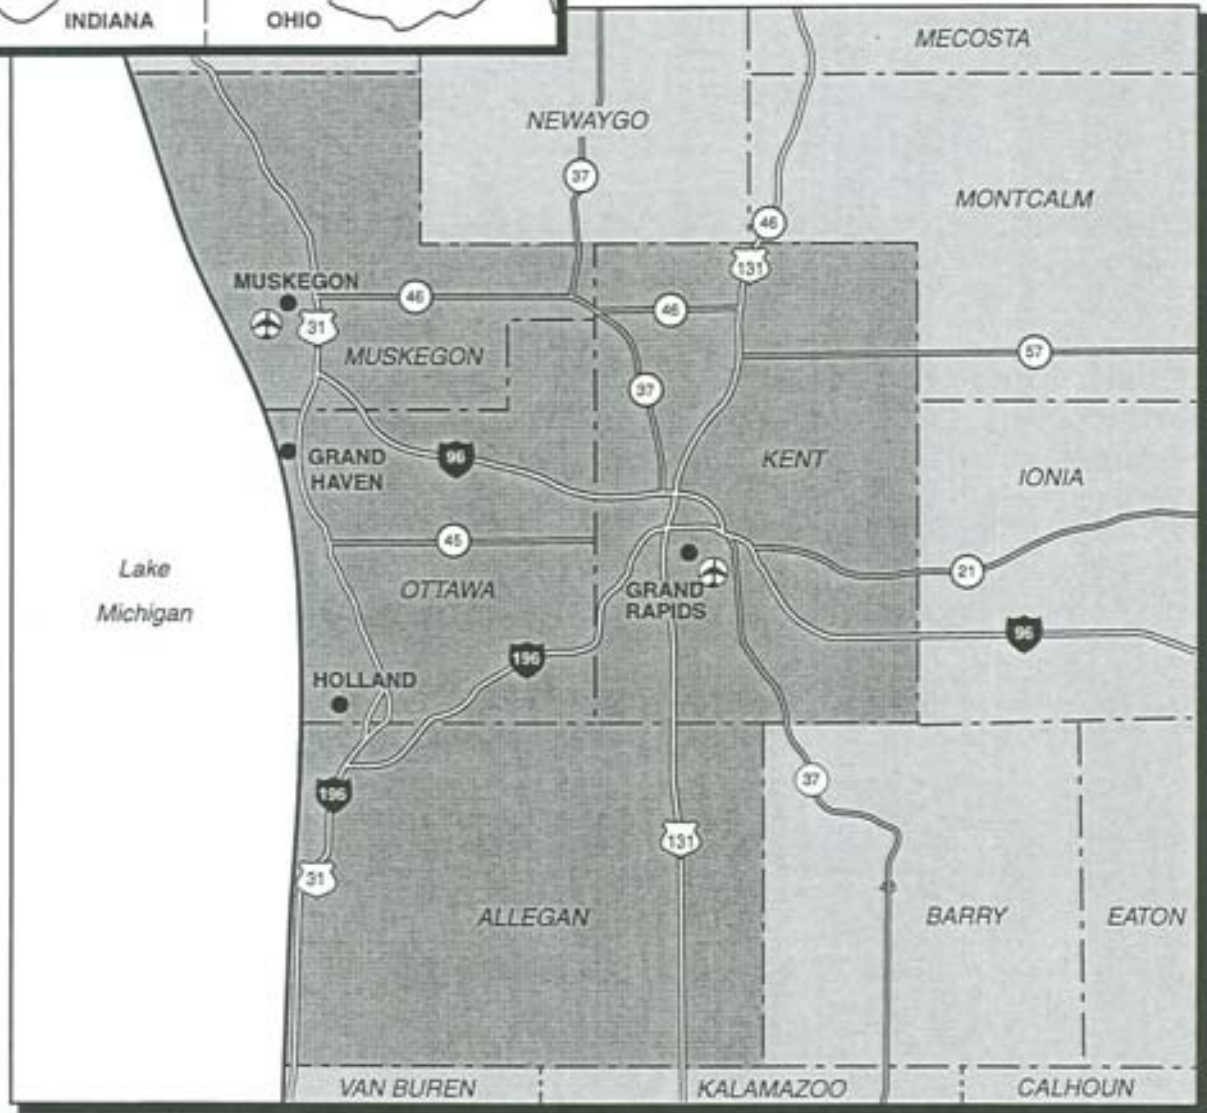 INDIANA
OHIO
MECOSTA
NEWAYGO
37
MONTCALM
46
131
MUSKEGON
46
46
31
MUSKEGON
57
37
GRAND
HAVEN
96
KENT
IONIA
45
Lake
Michigan
OTTAWA
21
GRAND
RAPIDS
96
196
HOLLAND
37
196
131
31
ALLEGAN
BARRY
EATON
VAN BUREN
KALAMAZOO
CALHOUN